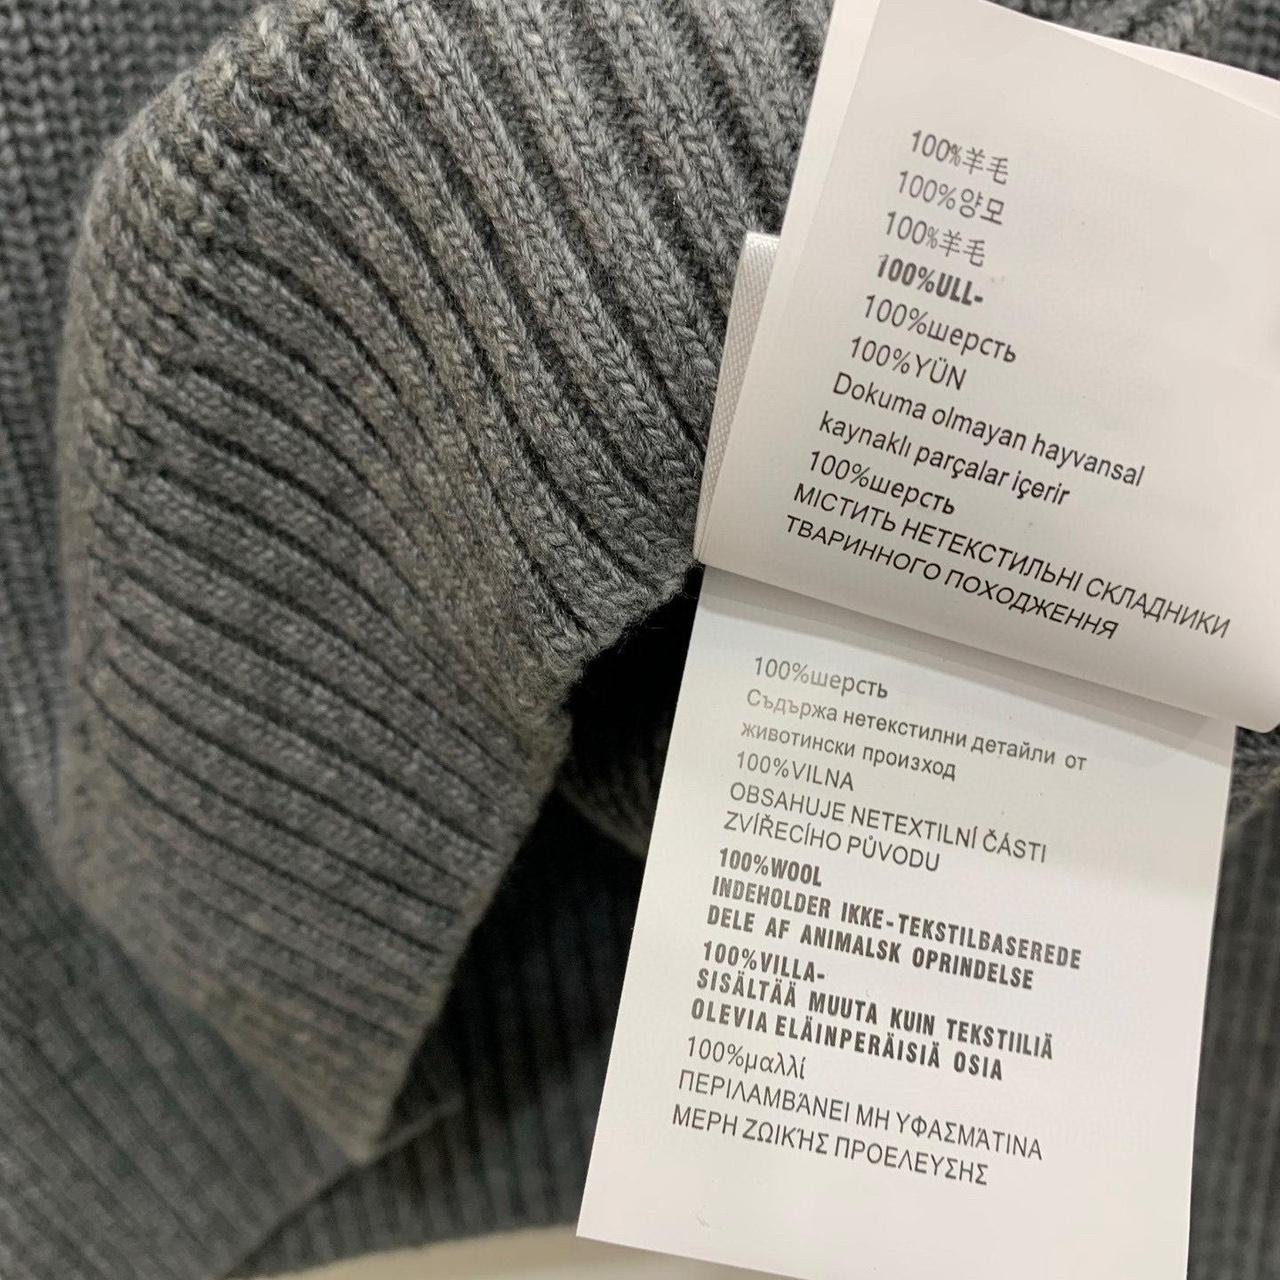 100%羊毛
100%양모
100%羊毛
100%ULL-
100%шерсть
100%YÜN
Dokuma olmayan hayvansal
kaynaklı parçalar içerir
100%шерсть
МІСТИТЬ НЕТЕКСТИЛЬНІ СКЛАДНИКИ
ТВАРИННОГО ПОХОДЖЕННЯ
100%шерсть
Съдържа нетекстилни детайли от
животински произход
100%VILNA
OBSAHUJE NETEXTILNÍ ČÁSTI
ZVÍŘECÍHO PŮVODU
100%WOOL
INDEHOLDER IKKE-TEKSTILBASEREDE
DELE AF ANIMALSK OPRINDELSE
100%VILLA-
SISÄLTÄÄ MUUTA KUIN TEKSTIILIÄ
OLEVIA ELÄINPERÄISIÄ OSIA
100%μαλλί
ΠΕΡΙΛΑΜΒΆΝΕΙ ΜΗ ΥΦΑΣΜΆΤΙΝΑ
ΜΕΡΗ ΖΩΙΚΉΣ ΠΡΟΕΛΕΥΣΗΣ